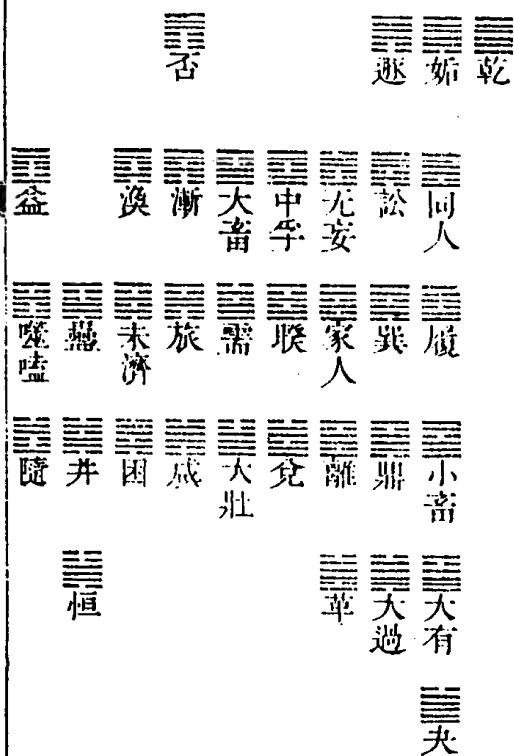 乾
姤 同人 履 小畜 大有 夬
遯 訟 巽 鼎 大過
无妄 家人 離 革
中孚 睽 兌
大畜 需 大壯
否 漸 旅 咸
渙 未濟 困
蠱 井 恒
益 噬嗑 隨